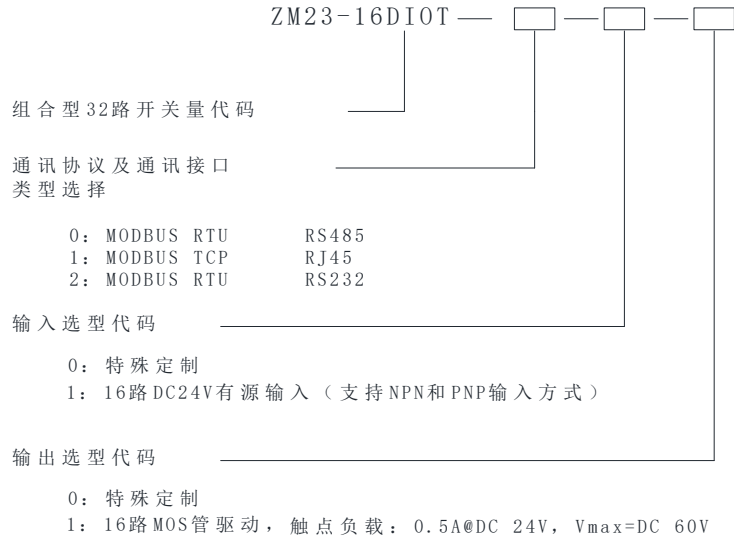 ZM23-16DIOT — □ — □ — □
组合型32路开关量代码
通讯协议及通讯接口
类型选择
0: MODBUS RTU RS485
1: MODBUS TCP RJ45
2: MODBUS RTU RS232
输入选型代码
0: 特殊定制
1: 16路DC24V有源输入（支持NPN和PNP输入方式）
输出选型代码
0: 特殊定制
1: 16路MOS管驱动，触点负载：0.5A@DC 24V，Vmax=DC 60V